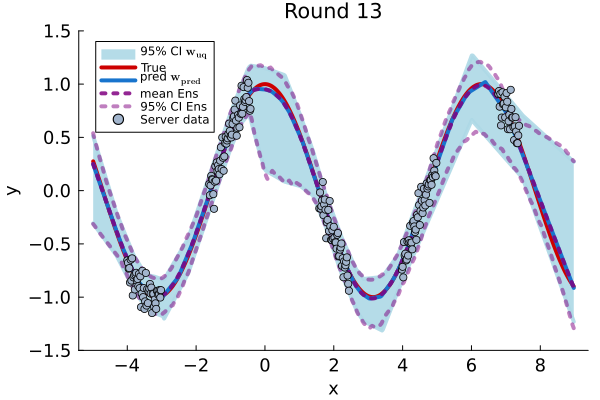 Round 13
1.5
1.0
0.5
0.0
−0.5
−1.0
−1.5
y
95% CI w_uq
True
pred w_pred
mean Ens
95% CI Ens
Server data
−4 −2 0 2 4 6 8
x